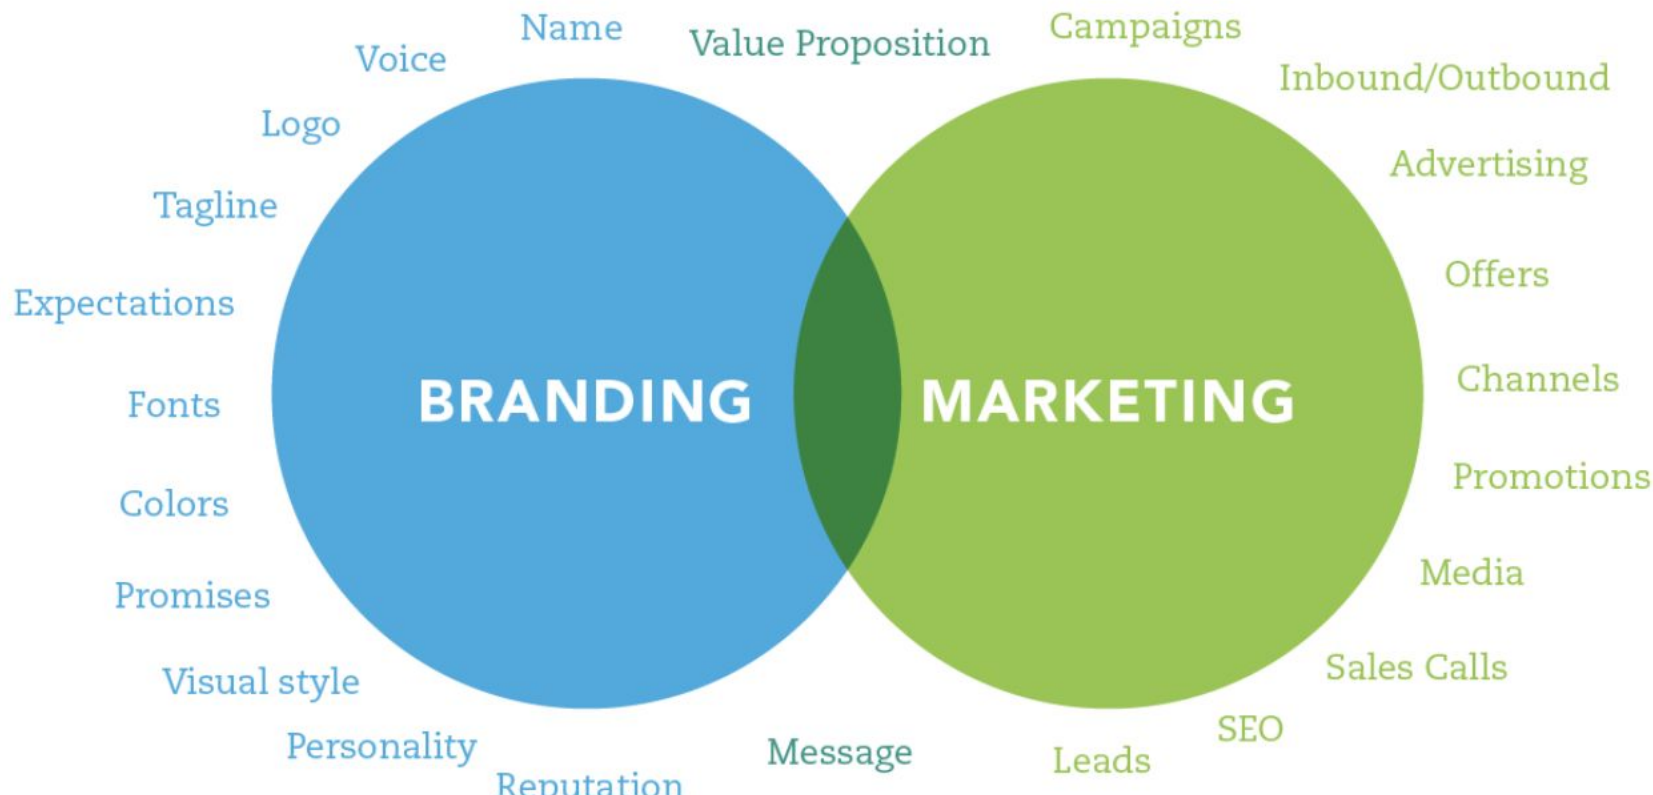 Name
Value Proposition
Campaigns
Voice
Inbound/Outbound
Logo
Advertising
Tagline
Offers
Expectations
Channels
Fonts
BRANDING
MARKETING
Promotions
Colors
Media
Promises
Sales Calls
Visual style
SEO
Personality
Message
Leads
Reputation